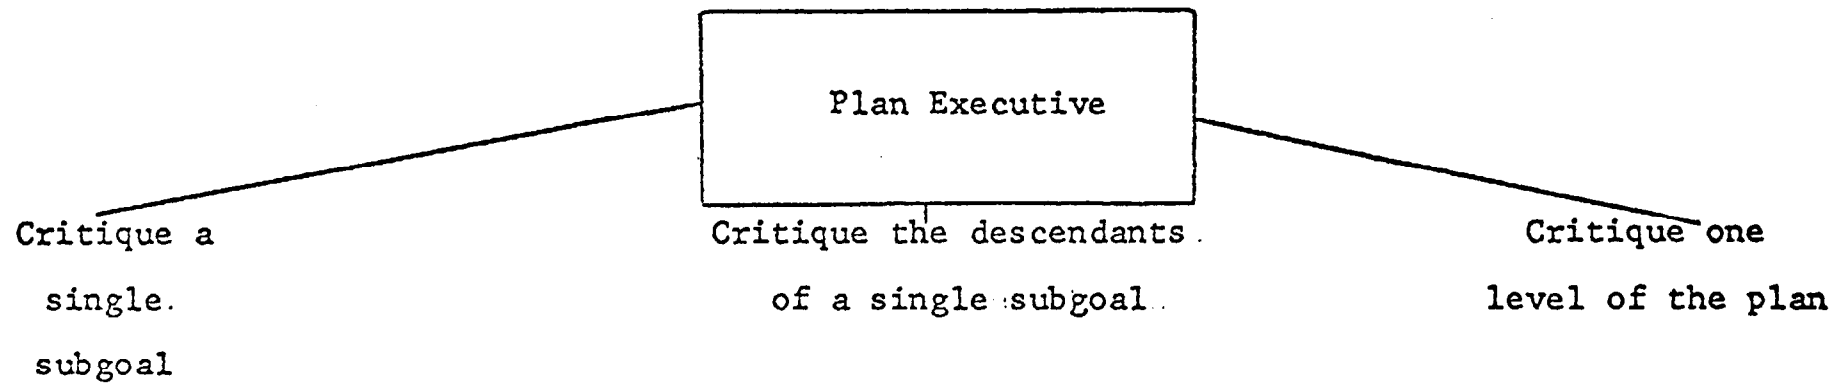 Plan Executive
Critique a
single.
subgoal
Critique the descendants
of a single subgoal
Critique one
level of the plan